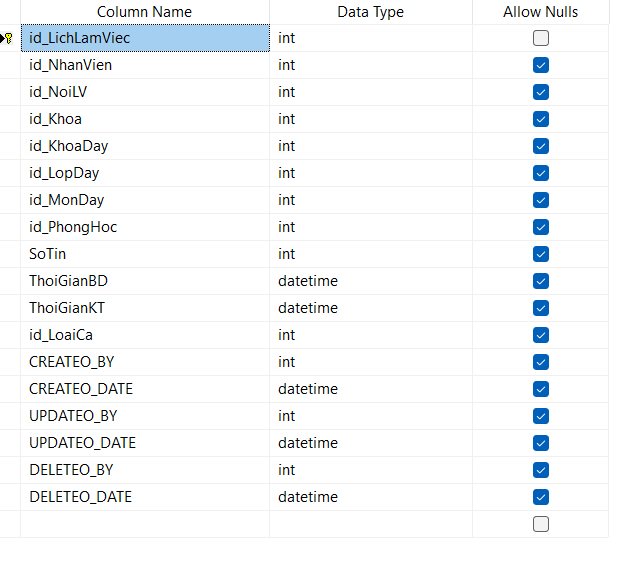 Column Name Data Type Allow Nulls
id_LichLamViec int
id_NhanVien int
id_NoiLV int
id_Khoa int
id_KhoaDay int
id_LopDay int
id_MonDay int
id_PhongHoc int
SoTin int
ThoiGianBD datetime
ThoiGianKT datetime
id_LoaiCa int
CREATEO_BY int
CREATEO_DATE datetime
UPDATEO_BY int
UPDATEO_DATE datetime
DELETEO_BY int
DELETEO_DATE datetime